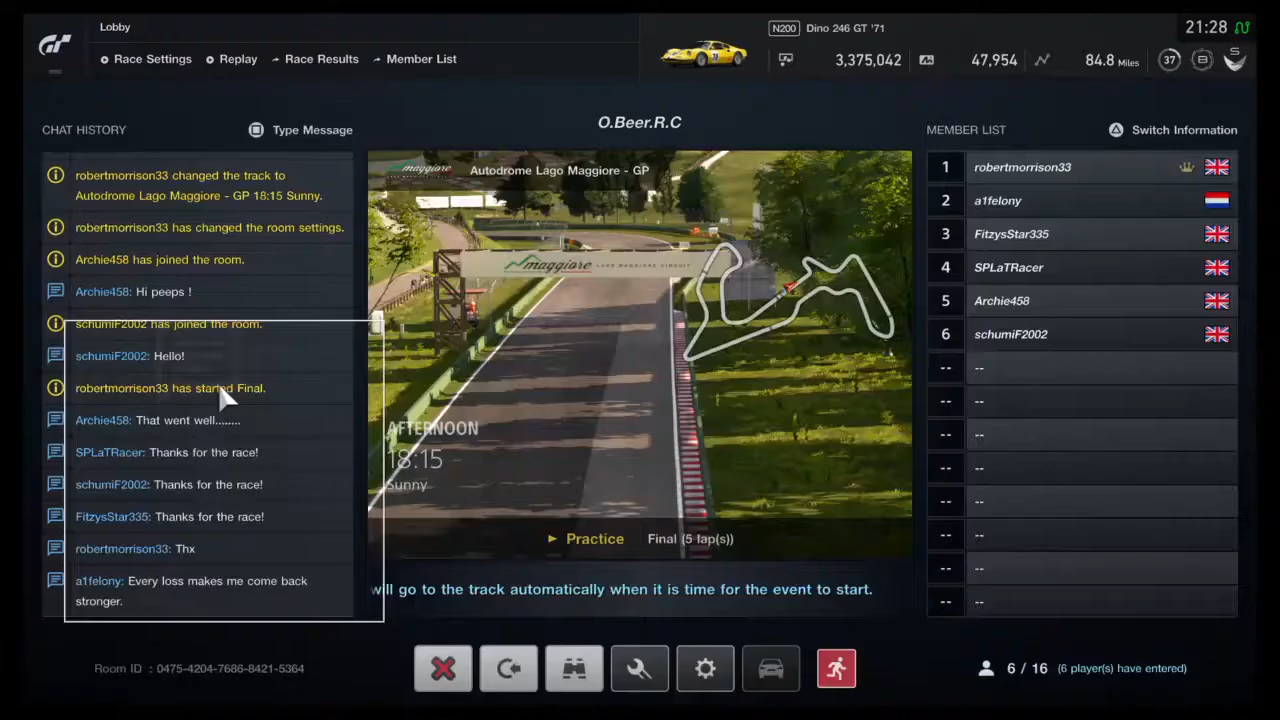 Lobby
Race Settings
Replay
Race Results
Member List
N200
Dino 246 GT '71
3,375,042
47,954
84.8 Miles
37
B
S
21:28
CHAT HISTORY
Type Message
robertmorrison33 changed the track to
Autodrome Lago Maggiore - GP 18:15 Sunny.
robertmorrison33 has changed the room settings.
Archie458 has joined the room.
Archie458: Hi peeps !
schumiF2002 has joined the room.
schumiF2002: Hello!
robertmorrison33 has started Final.
Archie458: That went well........
SPLaTRacer: Thanks for the race!
schumiF2002: Thanks for the race!
FitzysStar335: Thanks for the race!
robertmorrison33: Thx
a1felony: Every loss makes me come back
stronger.
Room ID : 0475-4204-7686-8421-5364
O.Beer.R.C
maggiore
Autodrome Lago Maggiore - GP
maggiore LAKE MAGGIORE CIRCUIT
AFTERNOON
18:15
Sunny
Practice
Final (5 lap(s))
will go to the track automatically when it is time for the event to start.
MEMBER LIST
Switch Information
1 robertmorrison33
2 a1felony
3 FitzysStar335
4 SPLaTRacer
5 Archie458
6 schumiF2002
-- --
-- --
-- --
-- --
-- --
-- --
-- --
-- --
6 / 16 (6 player(s) have entered)